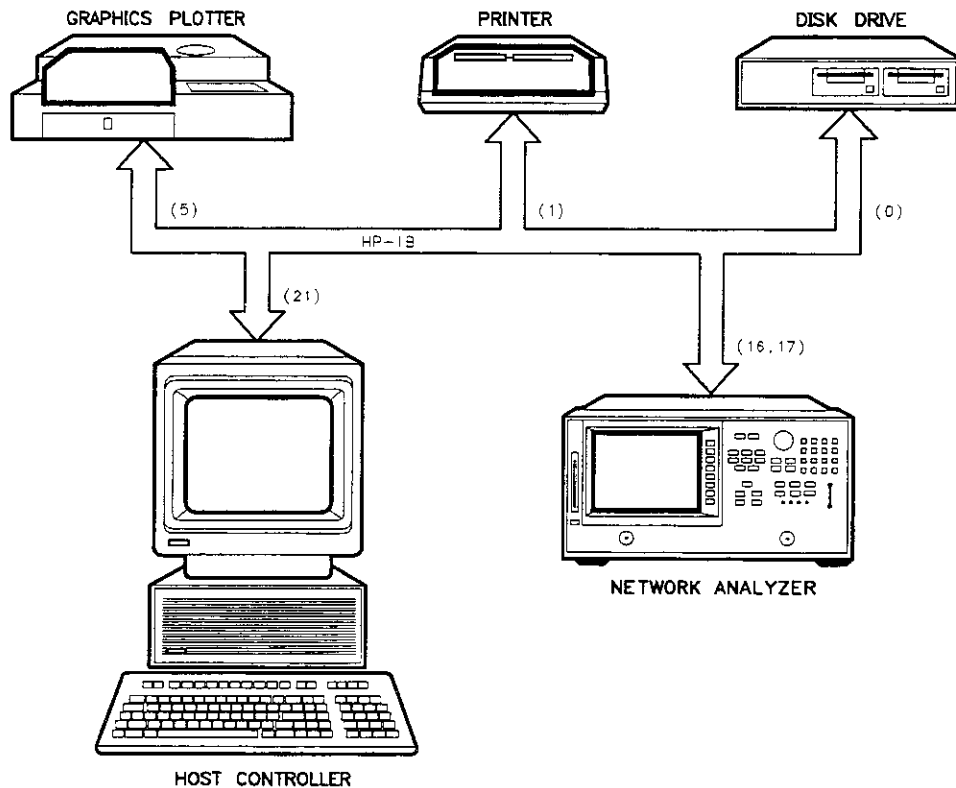 GRAPHICS PLOTTER
PRINTER
DISK DRIVE
(5)
(1)
(0)
HP-IB
(21)
(16,17)
NETWORK ANALYZER
HOST CONTROLLER